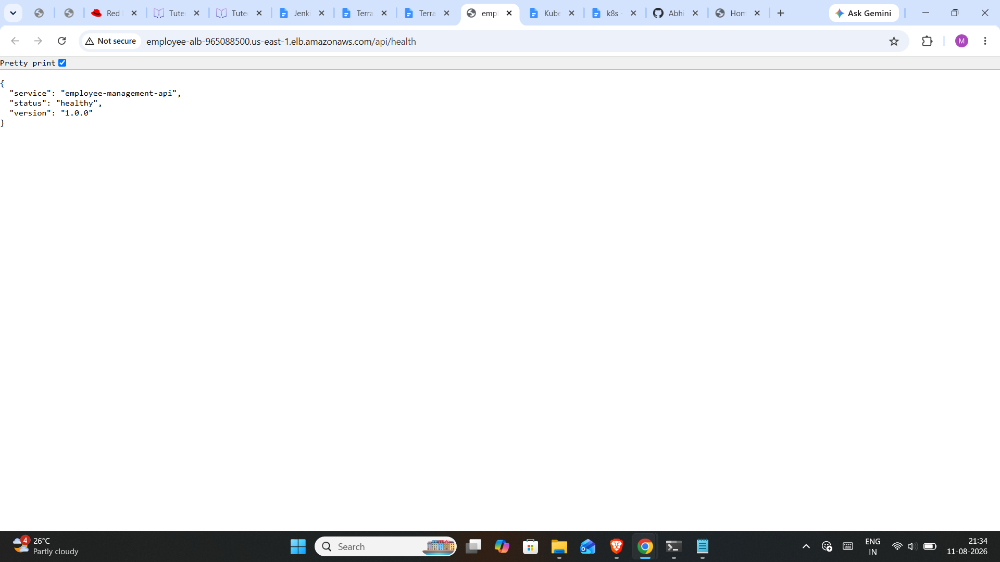 Red
Tute
Tute
Jenki
Terra
Terra
emp
Kube
k8s -
Abhi
Hom
Ask Gemini
Not secure
employee-alb-965088500.us-east-1.elb.amazonaws.com/api/health
M
Pretty print
{
"service": "employee-management-api",
"status": "healthy",
"version": "1.0.0"
}
4
26°C
Partly cloudy
Search
ENG
IN
21:34
11-08-2026